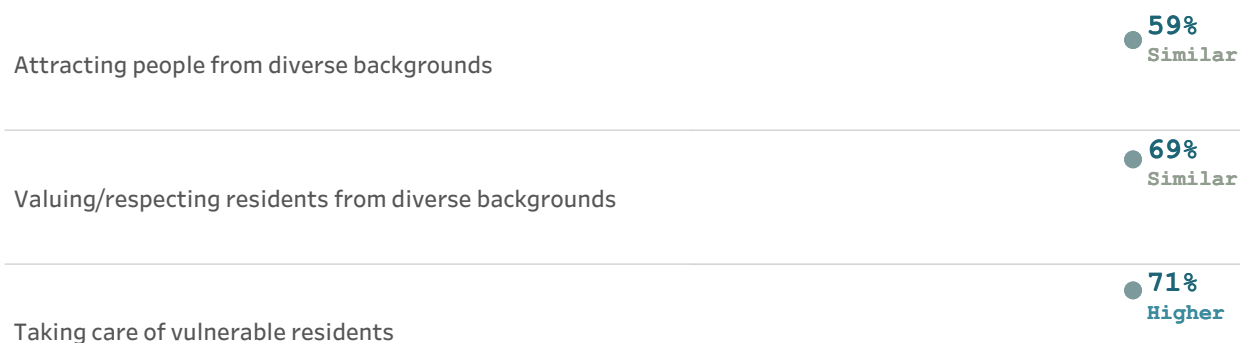 59%
Similar
Attracting people from diverse backgrounds
69%
Similar
Valuing/respecting residents from diverse backgrounds
71%
Higher
Taking care of vulnerable residents